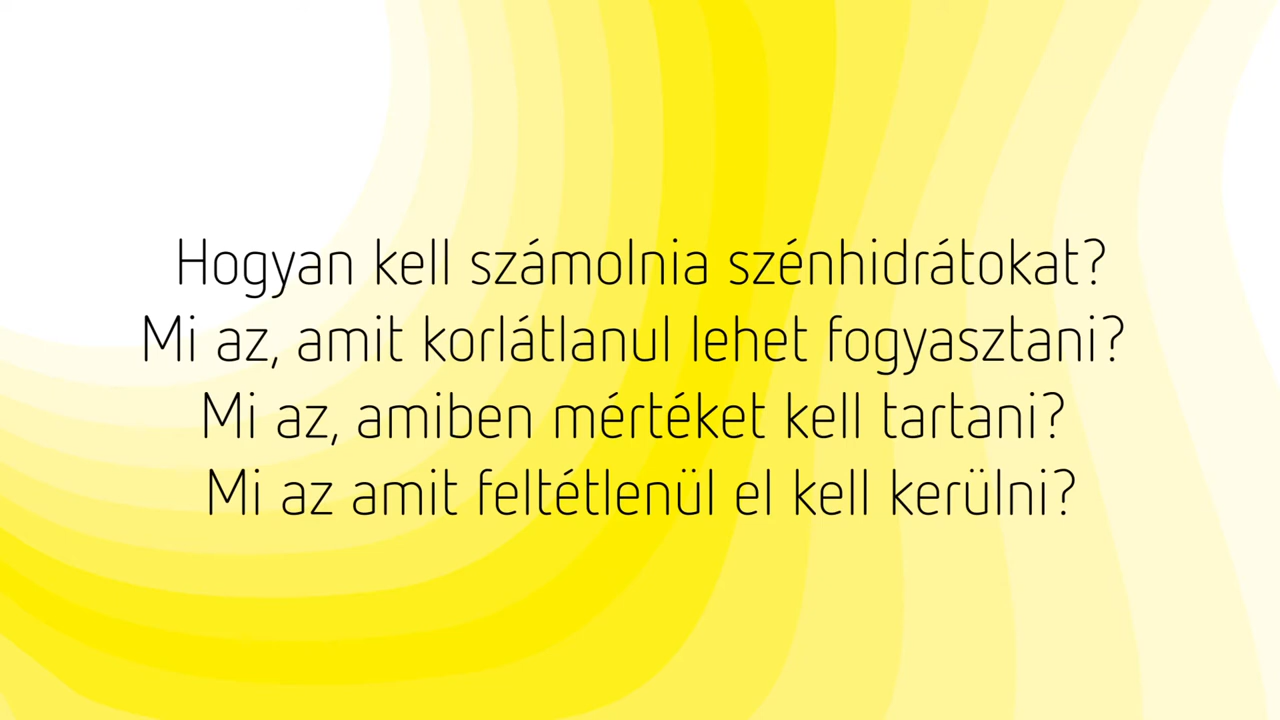 Hogyan kell számolnia szénhidrátokat?
Mi az, amit korlátlanul lehet fogyasztani?
Mi az, amiben mértéket kell tartani?
Mi az amit feltétlenül el kell kerülni?